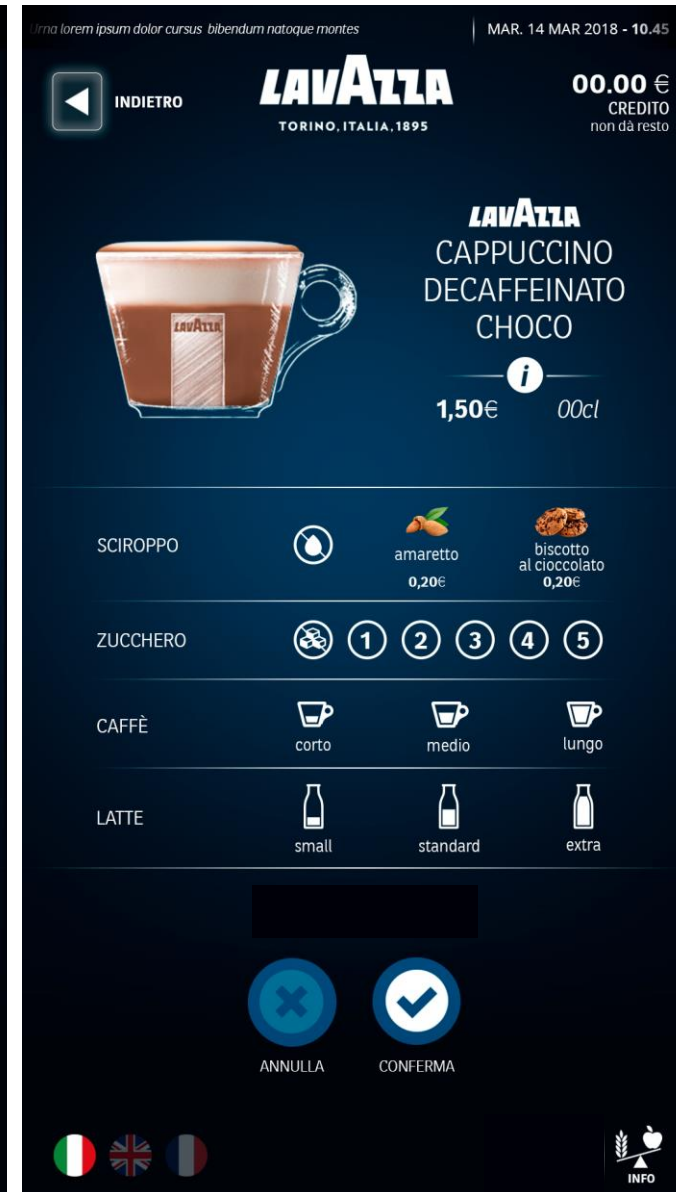 Urna lorem ipsum dolor cursus bibendum natoque montes
MAR. 14 MAR 2018 - 10.45
INDIETRO
LAVAZZA
TORINO, ITALIA, 1895
00.00 €
CREDITO
non dà resto
LAVAZZA
CAPPUCCINO
DECAFFEINATO
CHOCO
i
1,50€ 00cl
LAVAZZA
SCIROPPO
amaretto
0,20€
biscotto
al cioccolato
0,20€
ZUCCHERO
1 2 3 4 5
CAFFÈ
corto medio lungo
LATTE
small standard extra
ANNULLA CONFERMA
INFO